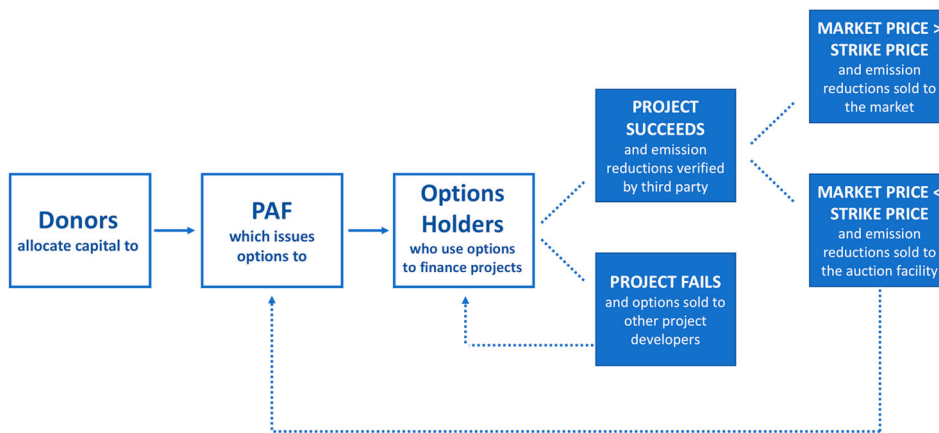 Donors
allocate capital to
PAF
which issues
options to
Options
Holders
who use options
to finance projects
PROJECT
SUCCEEDS
and emission
reductions verified
by third party
PROJECT FAILS
and options sold to
other project
developers
MARKET PRICE >
STRIKE PRICE
and emission
reductions sold to
the market
MARKET PRICE <
STRIKE PRICE
and emission
reductions sold to
the auction facility